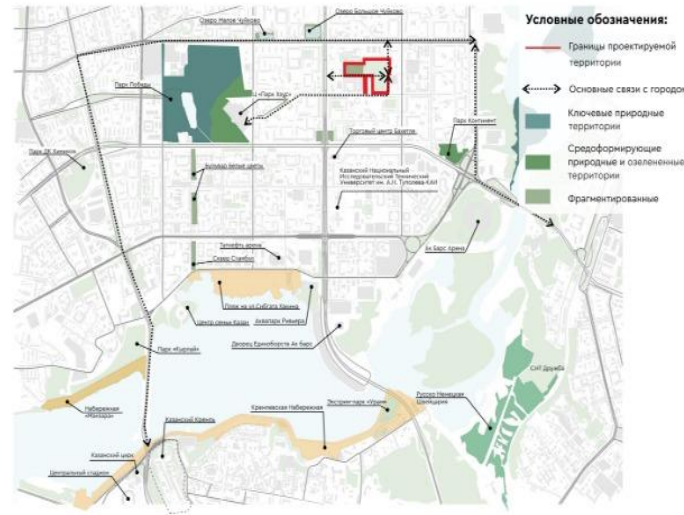 Озеро Малое Чуйково
Озеро Большое Чуйково
Условные обозначения:
Границы проектируемой
территории
Основные связи с городом
Ключевые природные
территории
Средоформирующие
природные и озелененные
территории
Фрагментированные
Парк Победы
ТЦ «Парк Хаус»
Торговый центр Бахетле
Парк Континент
Парк ДК Химиков
Бульвар Белые цветы
Казанский Национальный
Исследовательский Технический
Университет им. А.Н. Туполева-КАИ
Ак Барс Арена
Татнефть арена
Сквер Стамбул
Пляж на ул.Сибгата Хакима
Центр семьи Казан
Аквапарк Ривьера
Дворец Единоборств Ак барс
Парк «Кырлай»
СНТ Дружба
Русско Немецкая
Швейцария
Экстрим-парк «Урам»
Кремлевская Набережная
Набережная
Казанский Кремль
Казанский цирк
Центральный стадион